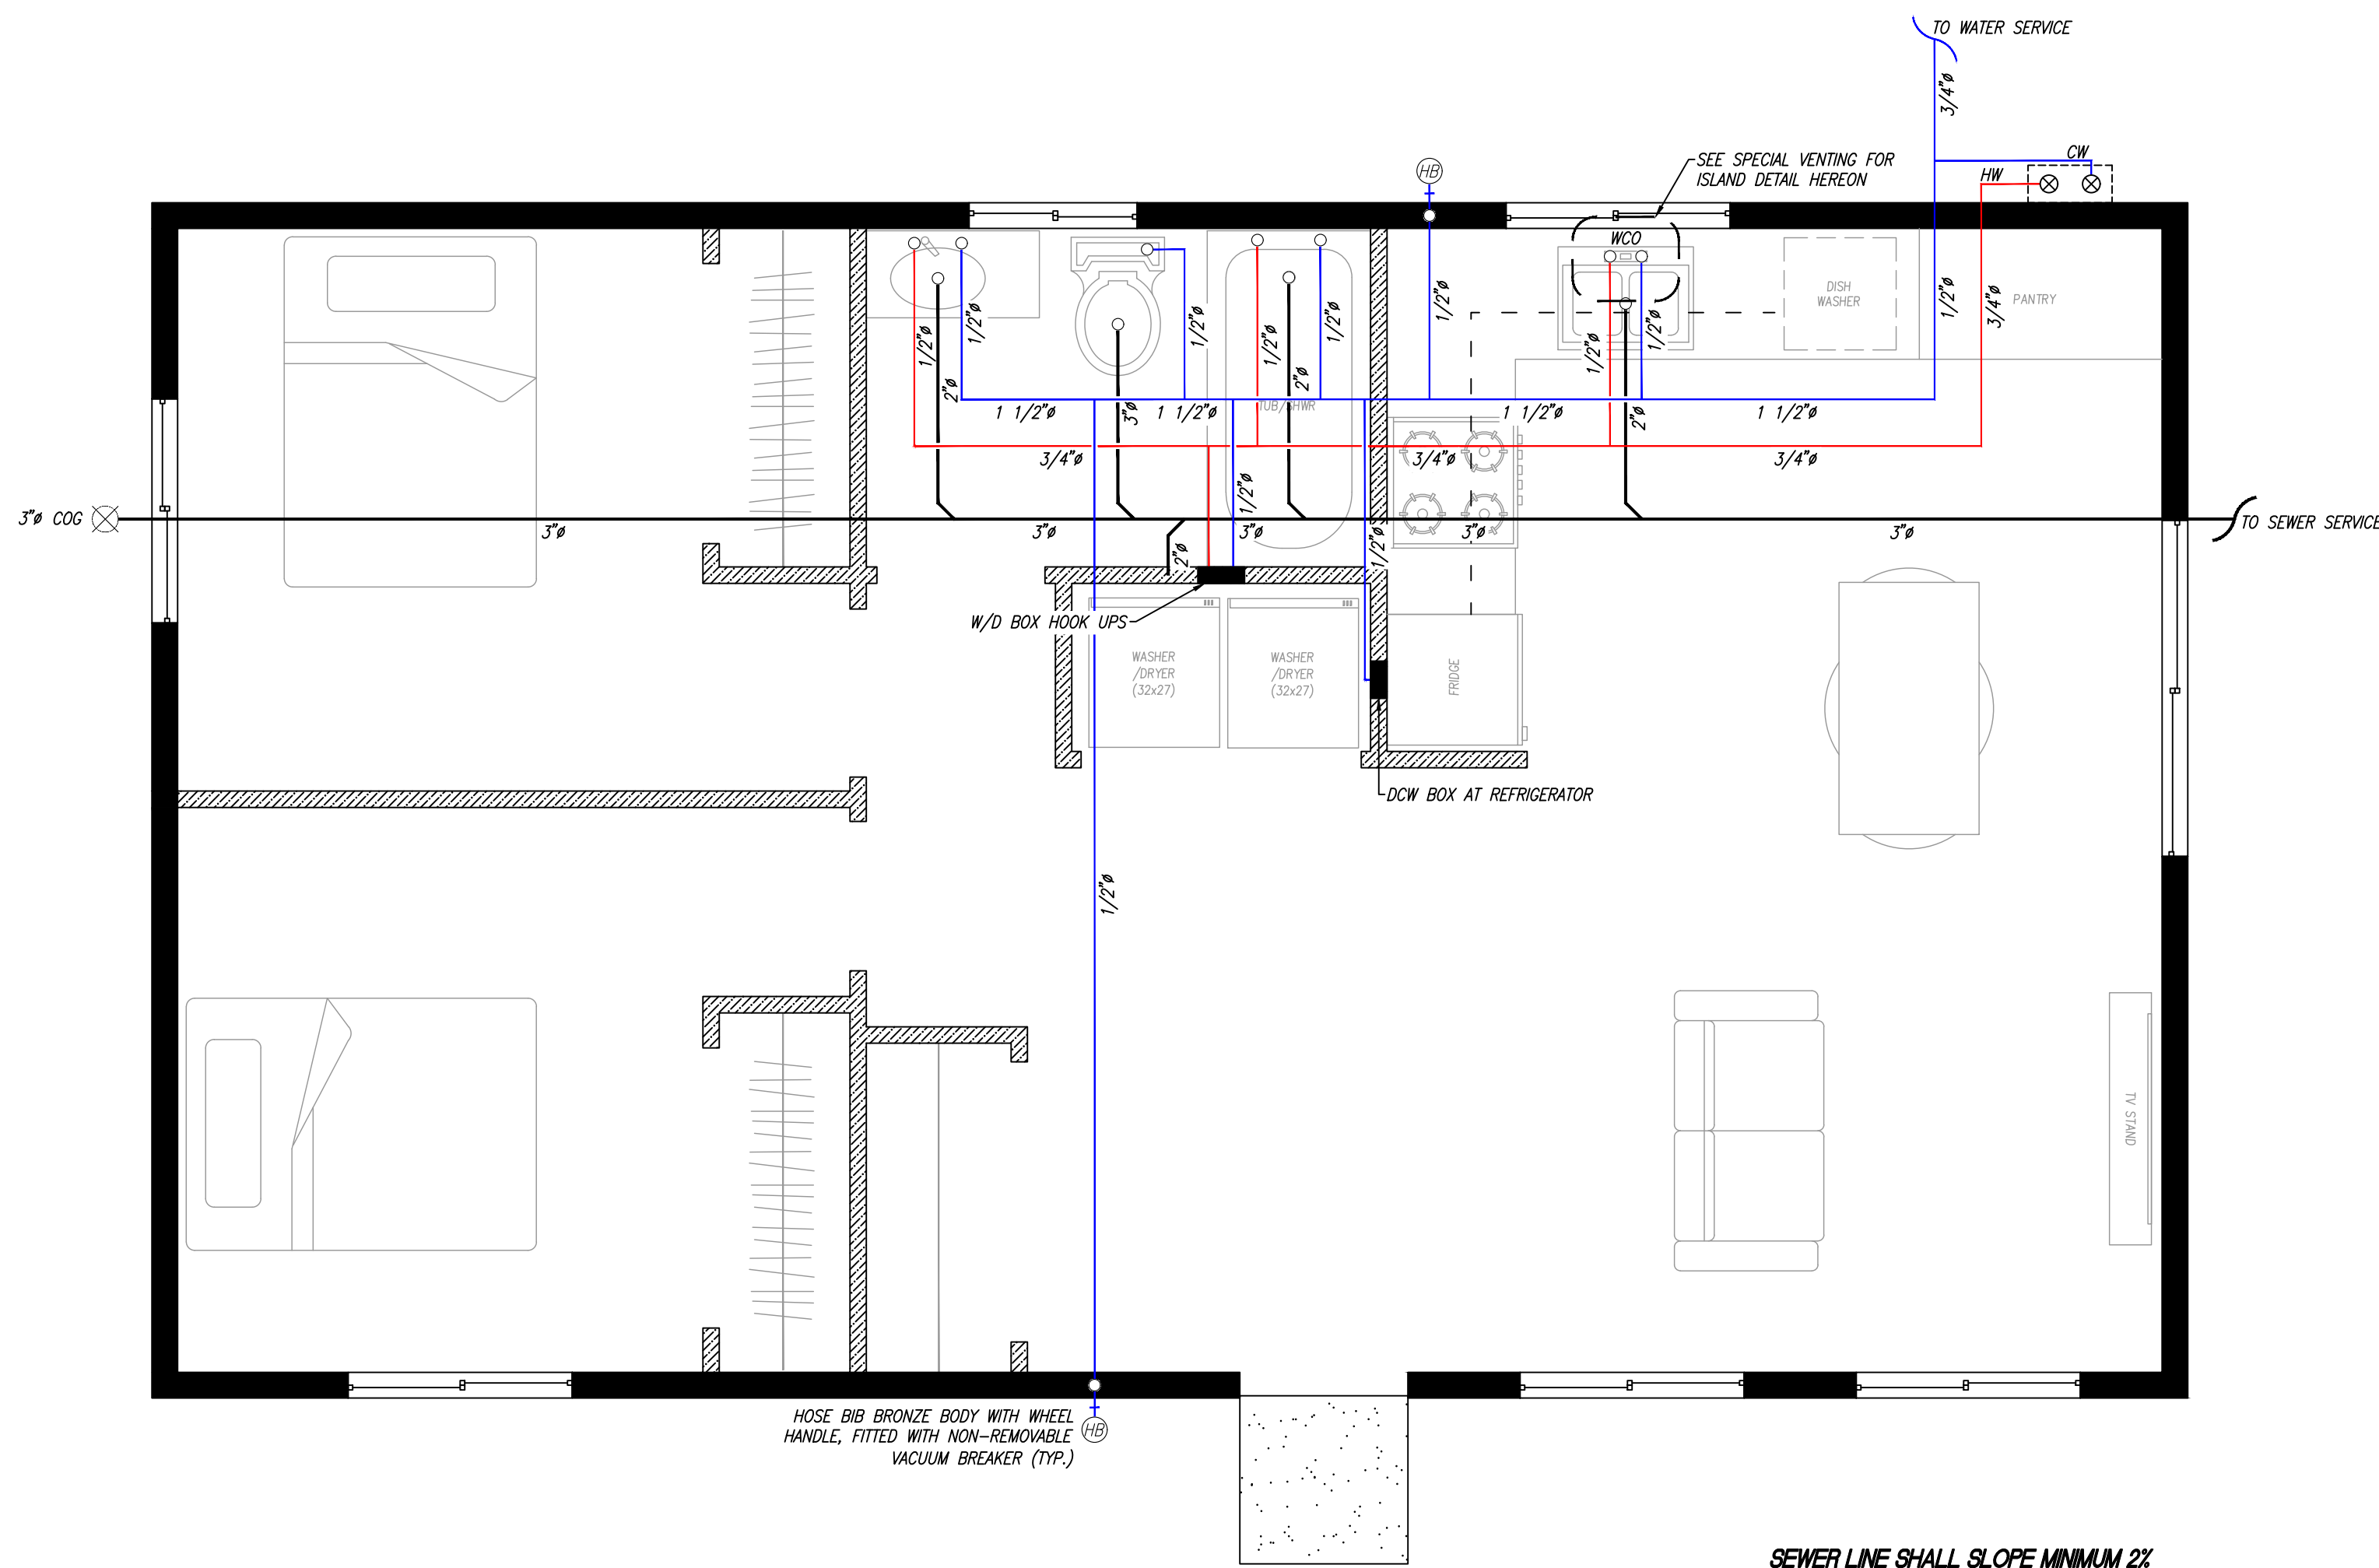 TO WATER SERVICE
3/4"ø
SEE SPECIAL VENTING FOR
ISLAND DETAIL HEREON
CW
HW
HB
WCO
DISH
WASHER
PANTRY
1/2"ø
3/4"ø
1/2"ø
1/2"ø
1/2"ø
1/2"ø
1/2"ø
1/2"ø
1/2"ø
1/2"ø
2"ø
3"ø
2"ø
2"ø
TUB/SHWR
1 1/2"ø
1 1/2"ø
1 1/2"ø
1 1/2"ø
3/4"ø
3/4"ø
3/4"ø
1/2"ø
3"ø COG
3"ø
3"ø
3"ø
3"ø
3"ø
TO SEWER SERVICE
2"ø
1/2"ø
W/D BOX HOOK UPS
WASHER
/DRYER
(32x27)
WASHER
/DRYER
(32x27)
FRIDGE
DCW BOX AT REFRIGERATOR
1/2"ø
TV STAND
HOSE BIB BRONZE BODY WITH WHEEL
HANDLE, FITTED WITH NON-REMOVABLE
VACUUM BREAKER (TYP.)
HB
SEWER LINE SHALL SLOPE MINIMUM 2%